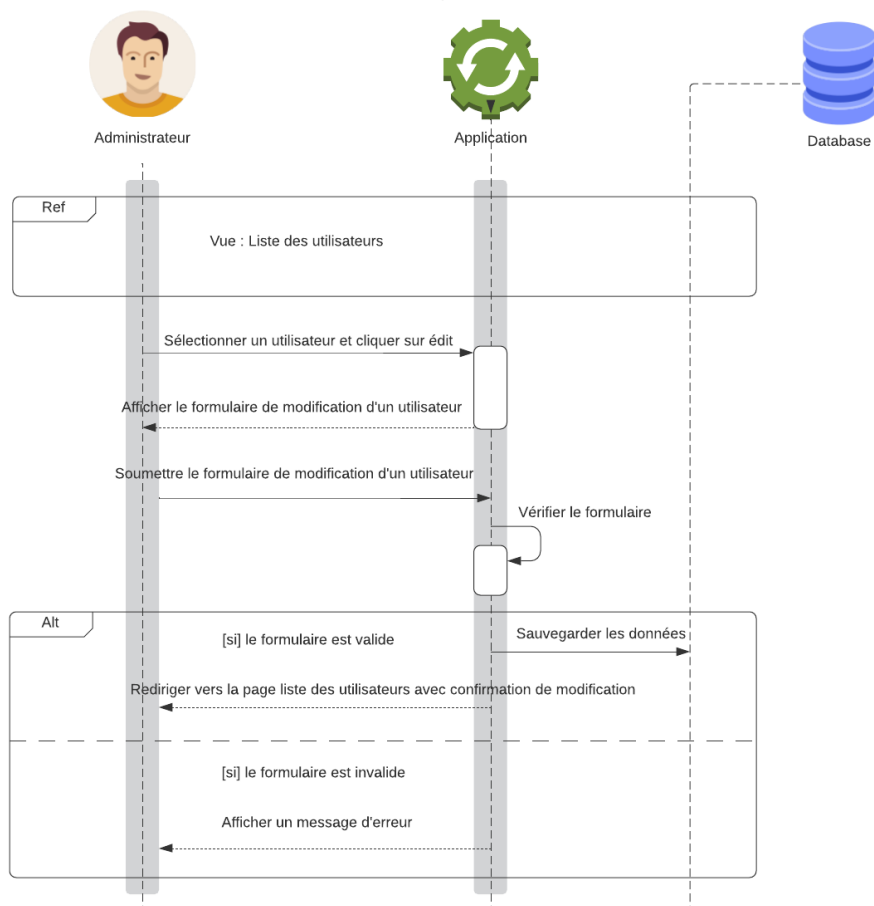 Administrateur
Application
Database
Ref
Vue : Liste des utilisateurs
Sélectionner un utilisateur et cliquer sur édit
Afficher le formulaire de modification d'un utilisateur
Soumettre le formulaire de modification d'un utilisateur
Vérifier le formulaire
Alt
[si] le formulaire est valide
Sauvegarder les données
Rediriger vers la page liste des utilisateurs avec confirmation de modification
[si] le formulaire est invalide
Afficher un message d'erreur